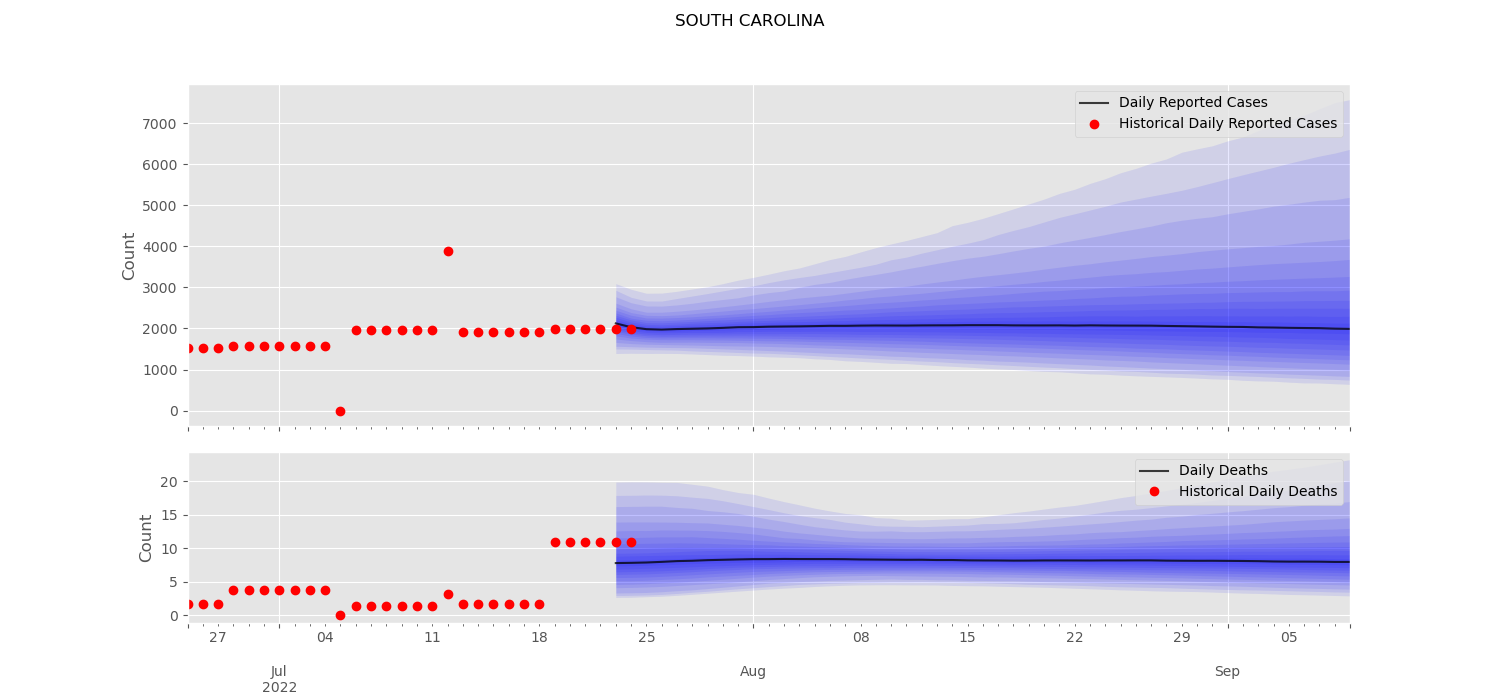 SOUTH CAROLINA
Daily Reported Cases
Historical Daily Reported Cases
7000
6000
5000
4000
3000
2000
1000
0
Count
Daily Deaths
Historical Daily Deaths
20
15
10
5
0
Count
27 04 11 18 25 08 15 22 29 05
Jul Aug Sep
2022